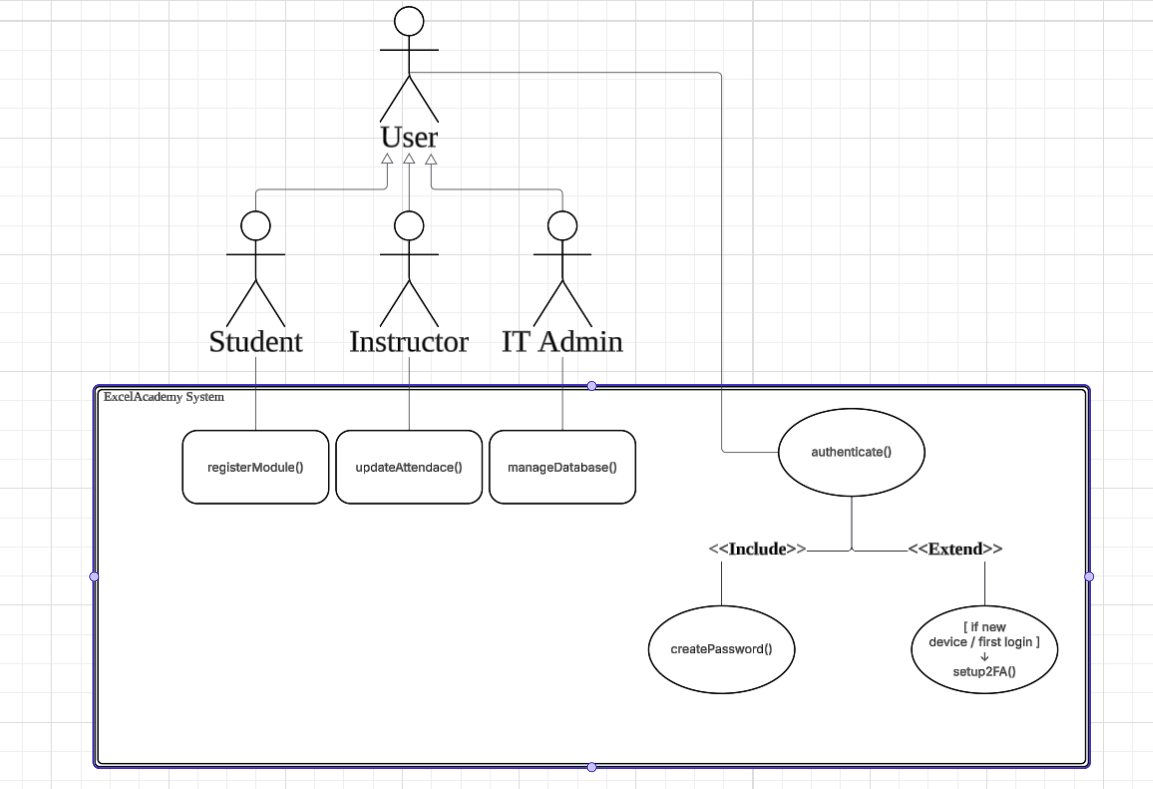 User
Student
Instructor
IT Admin
ExcelAcademy System
registerModule()
updateAttendace()
manageDatabase()
authenticate()
<<Include>>
<<Extend>>
createPassword()
[ if new
device / first login ]
↓
setup2FA()